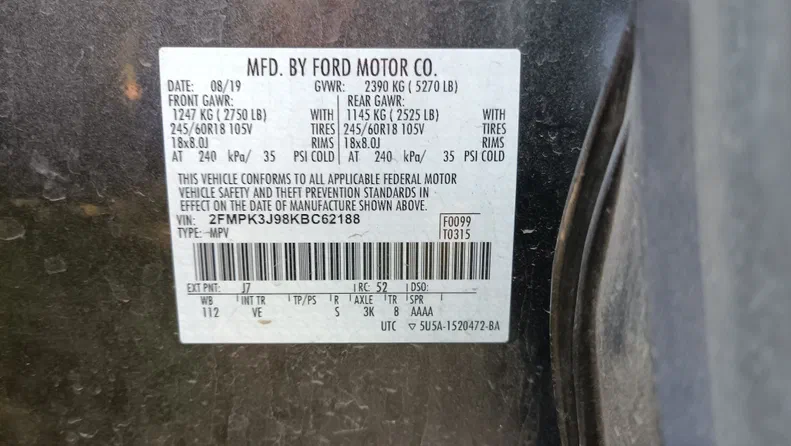 MFD. BY FORD MOTOR CO.
DATE: 08/19 GVWR: 2390 KG ( 5270 LB)
FRONT GAWR: REAR GAWR:
1247 KG ( 2750 LB) WITH 1145 KG ( 2525 LB) WITH
245/60R18 105V TIRES 245/60R18 105V TIRES
18x8.0J RIMS 18x8.0J RIMS
AT 240 kPa/ 35 PSI COLD AT 240 kPa/ 35 PSI COLD
THIS VEHICLE CONFORMS TO ALL APPLICABLE FEDERAL MOTOR
VEHICLE SAFETY AND THEFT PREVENTION STANDARDS IN
EFFECT ON THE DATE OF MANUFACTURE SHOWN ABOVE.
VIN: 2FMPK3J98KBC62188 F0099
TYPE: MPV T0315
EXT PNT: J7 RC: 52 DSO:
WB INT TR TP/PS R AXLE TR SPR
112 VE S 3K 8 AAAA
UTC ▽ 5U5A-1520472-BA